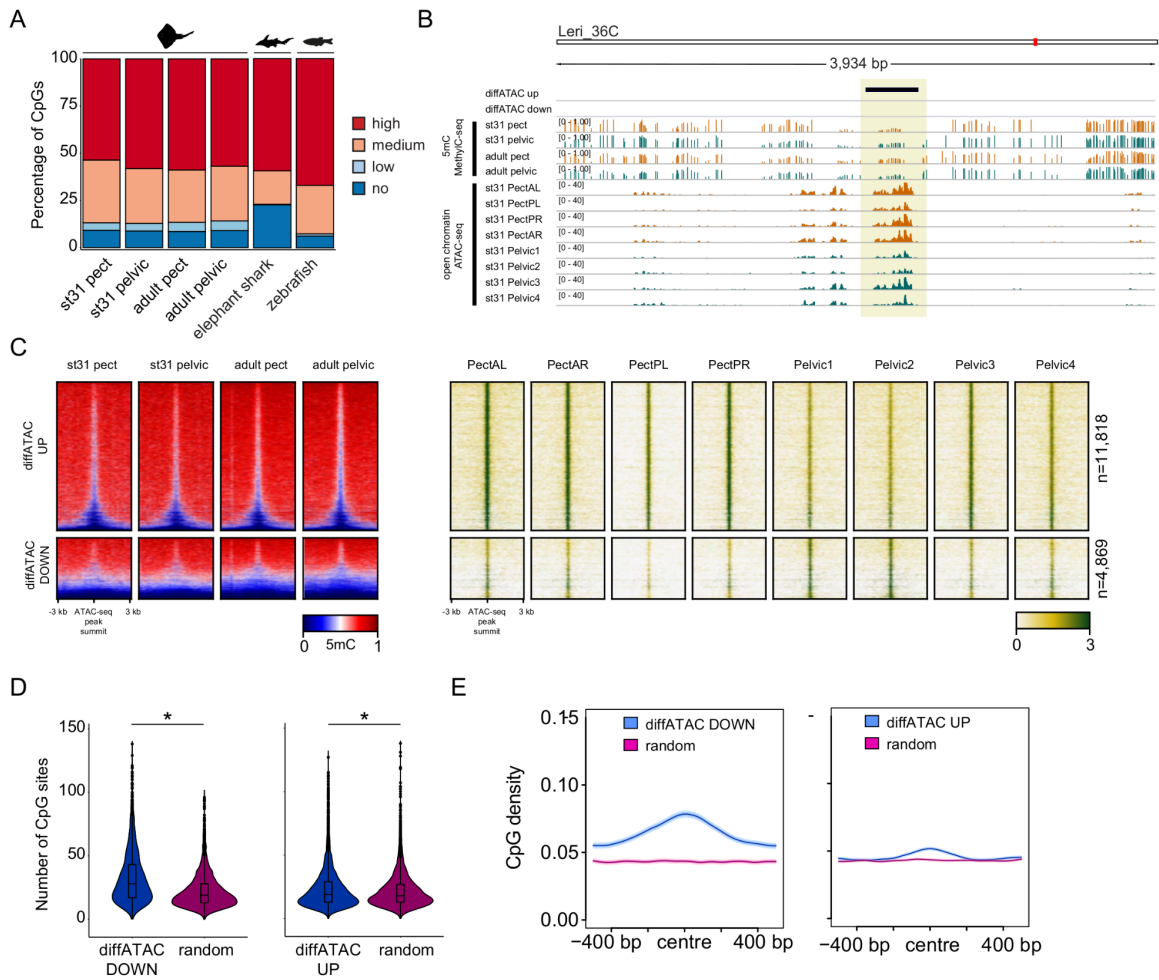 A
100
75
50
25
0
Percentage of CpGs
high
medium
low
no
st31 pect
st31 pelvic
adult pect
adult pelvic
elephant shark
zebrafish
B
Leri_36C
3,934 bp
diffATAC up
diffATAC down
5mC
MethylC-seq
st31 pect [0 - 1.00]
st31 pelvic [0 - 1.00]
adult pect [0 - 1.00]
adult pelvic [0 - 1.00]
open chromatin
ATAC-seq
st31 PectAL [0 - 40]
st31 PectPL [0 - 40]
st31 PectPR [0 - 40]
st31 PectAR [0 - 40]
st31 Pelvic1 [0 - 40]
st31 Pelvic2 [0 - 40]
st31 Pelvic3 [0 - 40]
st31 Pelvic4 [0 - 40]
C
st31 pect st31 pelvic adult pect adult pelvic
PectAL PectAR PectPL PectPR Pelvic1 Pelvic2 Pelvic3 Pelvic4
diffATAC
UP
n=11,818
diffATAC
DOWN
n=4,869
-3 kb ATAC-seq 3 kb
peak
summit
0 5mC 1
-3 kb ATAC-seq 3 kb
peak
summit
0 3
D
150
100
50
0
Number of CpG sites
* *
diffATAC
DOWN
random
diffATAC
UP
random
E
0.15
0.10
0.05
0.00
CpG density
diffATAC DOWN
random
−400 bp centre 400 bp
diffATAC UP
random
−400 bp centre 400 bp